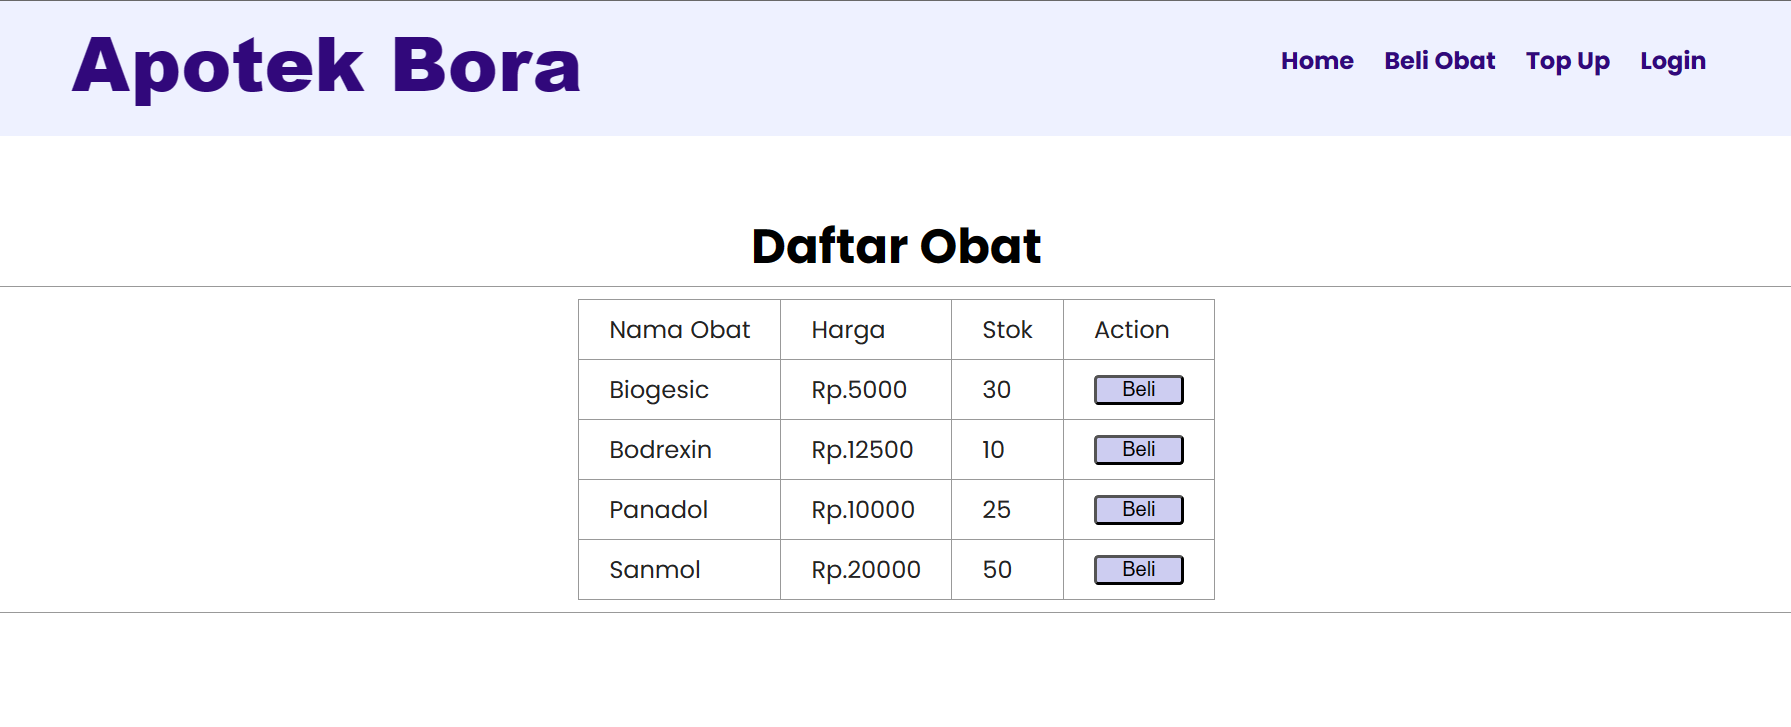 Apotek Bora
Home Beli Obat Top Up Login
Daftar Obat
Nama Obat Harga Stok Action
Biogesic Rp.5000 30 Beli
Bodrexin Rp.12500 10 Beli
Panadol Rp.10000 25 Beli
Sanmol Rp.20000 50 Beli